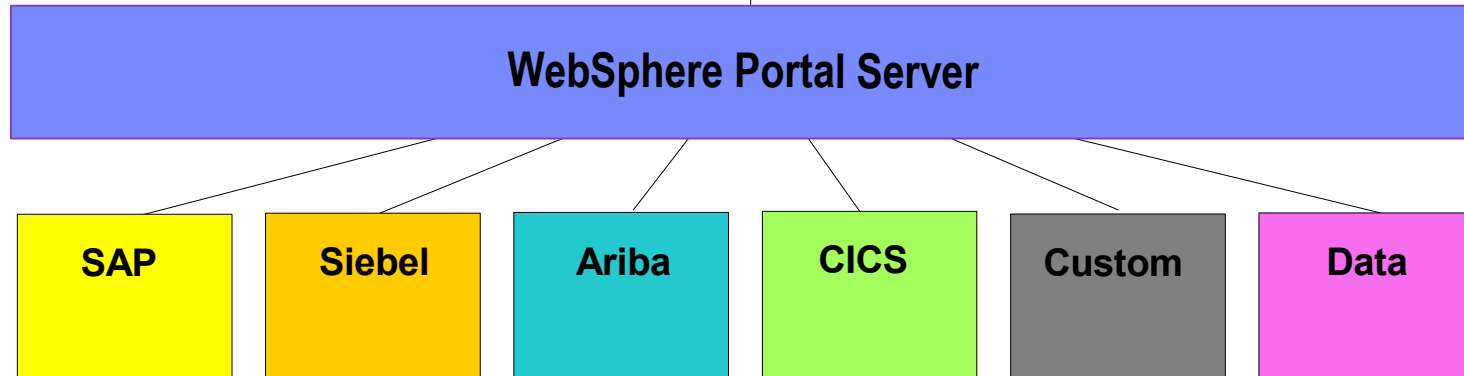 WebSphere Portal Server
SAP
Siebel
Ariba
CICS
Custom
Data